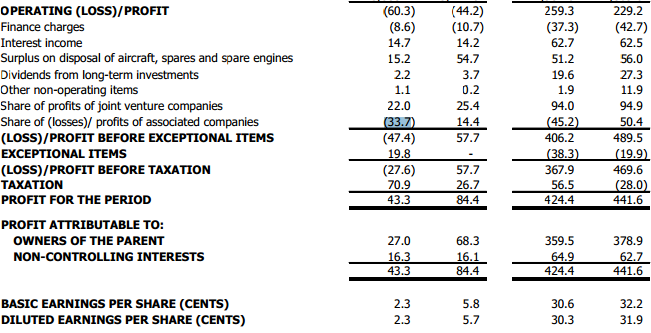 OPERATING (LOSS)/PROFIT (60.3) (44.2) 259.3 229.2
Finance charges (8.6) (10.7) (37.3) (42.7)
Interest income 14.7 14.2 62.7 62.5
Surplus on disposal of aircraft, spares and spare engines 15.2 54.7 51.2 56.0
Dividends from long-term investments 2.2 3.7 19.6 27.3
Other non-operating items 1.1 0.2 1.9 11.9
Share of profits of joint venture companies 22.0 25.4 94.0 94.9
Share of (losses)/ profits of associated companies (33.7) 14.4 (45.2) 50.4
(LOSS)/PROFIT BEFORE EXCEPTIONAL ITEMS (47.4) 57.7 406.2 489.5
EXCEPTIONAL ITEMS 19.8 - (38.3) (19.9)
(LOSS)/PROFIT BEFORE TAXATION (27.6) 57.7 367.9 469.6
TAXATION 70.9 26.7 56.5 (28.0)
PROFIT FOR THE PERIOD 43.3 84.4 424.4 441.6
PROFIT ATTRIBUTABLE TO:
OWNERS OF THE PARENT 27.0 68.3 359.5 378.9
NON-CONTROLLING INTERESTS 16.3 16.1 64.9 62.7
43.3 84.4 424.4 441.6
BASIC EARNINGS PER SHARE (CENTS) 2.3 5.8 30.6 32.2
DILUTED EARNINGS PER SHARE (CENTS) 2.3 5.7 30.3 31.9